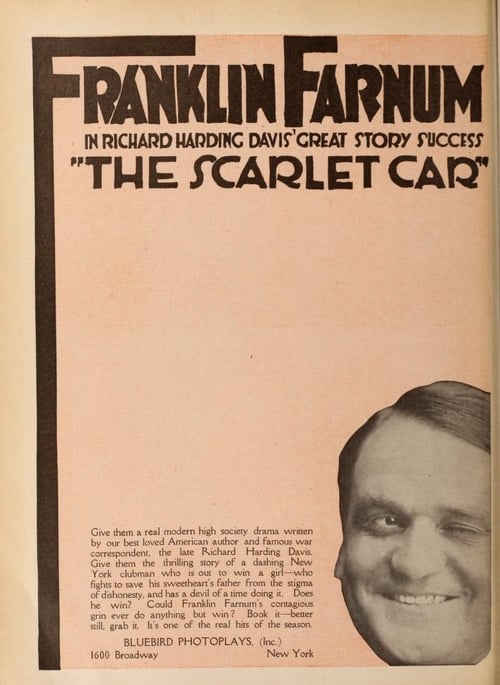 FRANKLIN FARNUM
IN RICHARD HARDING DAVIS' GREAT STORY SUCCESS
"THE SCARLET CAR"
Give them a real modern high society drama written
by our best loved American author and famous war
correspondent, the late Richard Harding Davis.
Give them the thrilling story of a dashing New
York clubman who is out to win a girl—who
fights to save his sweetheart's father from the stigma
of dishonesty, and has a devil of a time doing it. Does
he win? Could Franklin Farnum's contagious
grin ever do anything but win? Book it—better
still, grab it. It's one of the real hits of the season.
BLUEBIRD PHOTOPLAYS, (Inc.)
1600 Broadway New York